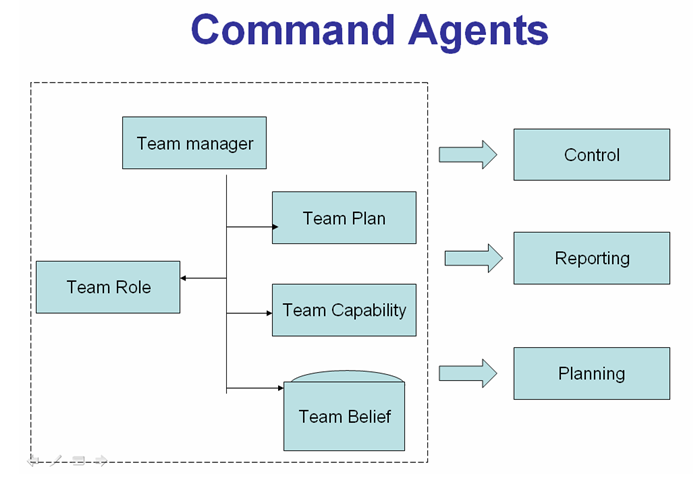 Command Agents
Team manager
Control
Team Plan
Reporting
Team Role
Team Capability
Planning
Team Belief